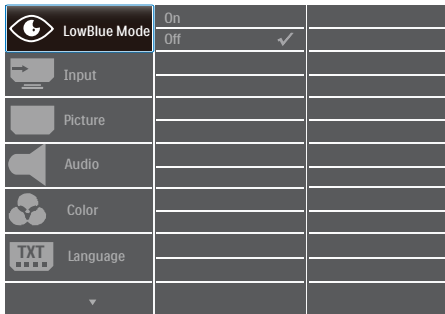 LowBlue Mode
On
Off
Input
Picture
Audio
Color
TXT
Language